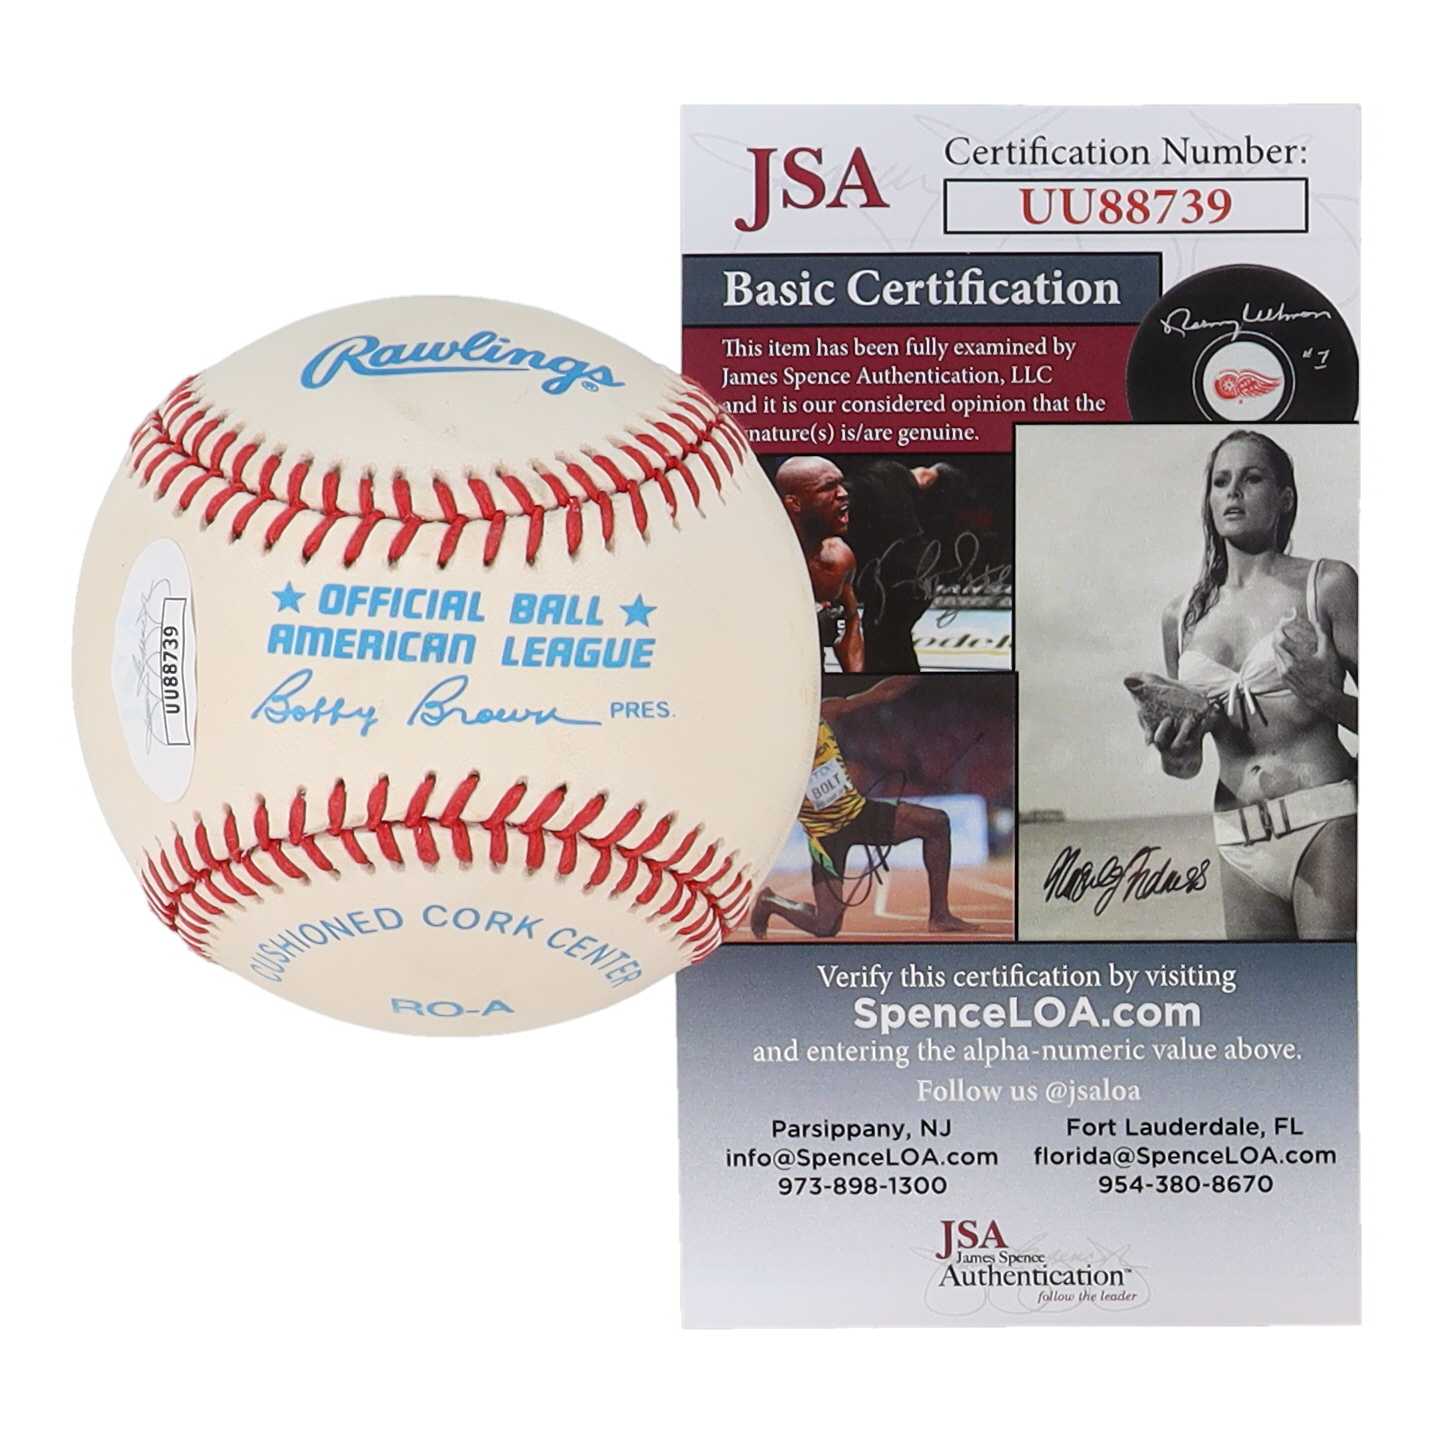 Rawlings®
★ OFFICIAL BALL ★
AMERICAN LEAGUE
Bobby Brown PRES.
CUSHIONED CORK CENTER
RO-A
UU88739
JSA
Certification Number:
UU88739
Basic Certification
This item has been fully examined by
James Spence Authentication, LLC
and it is our considered opinion that the
nature(s) is/are genuine.
#7
BOLT
Verify this certification by visiting
SpenceLOA.com
and entering the alpha-numeric value above.
Follow us @jsaloa
Parsippany, NJ
info@SpenceLOA.com
973-898-1300
Fort Lauderdale, FL
florida@SpenceLOA.com
954-380-8670
JSA
James Spence
Authentication™
follow the leader